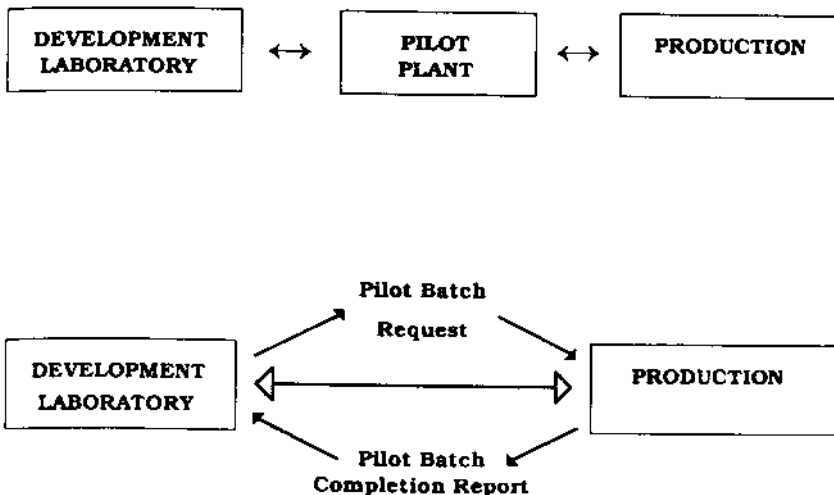 DEVELOPMENT
LABORATORY
PILOT
PLANT
PRODUCTION
Pilot Batch
Request
DEVELOPMENT
LABORATORY
PRODUCTION
Pilot Batch
Completion Report